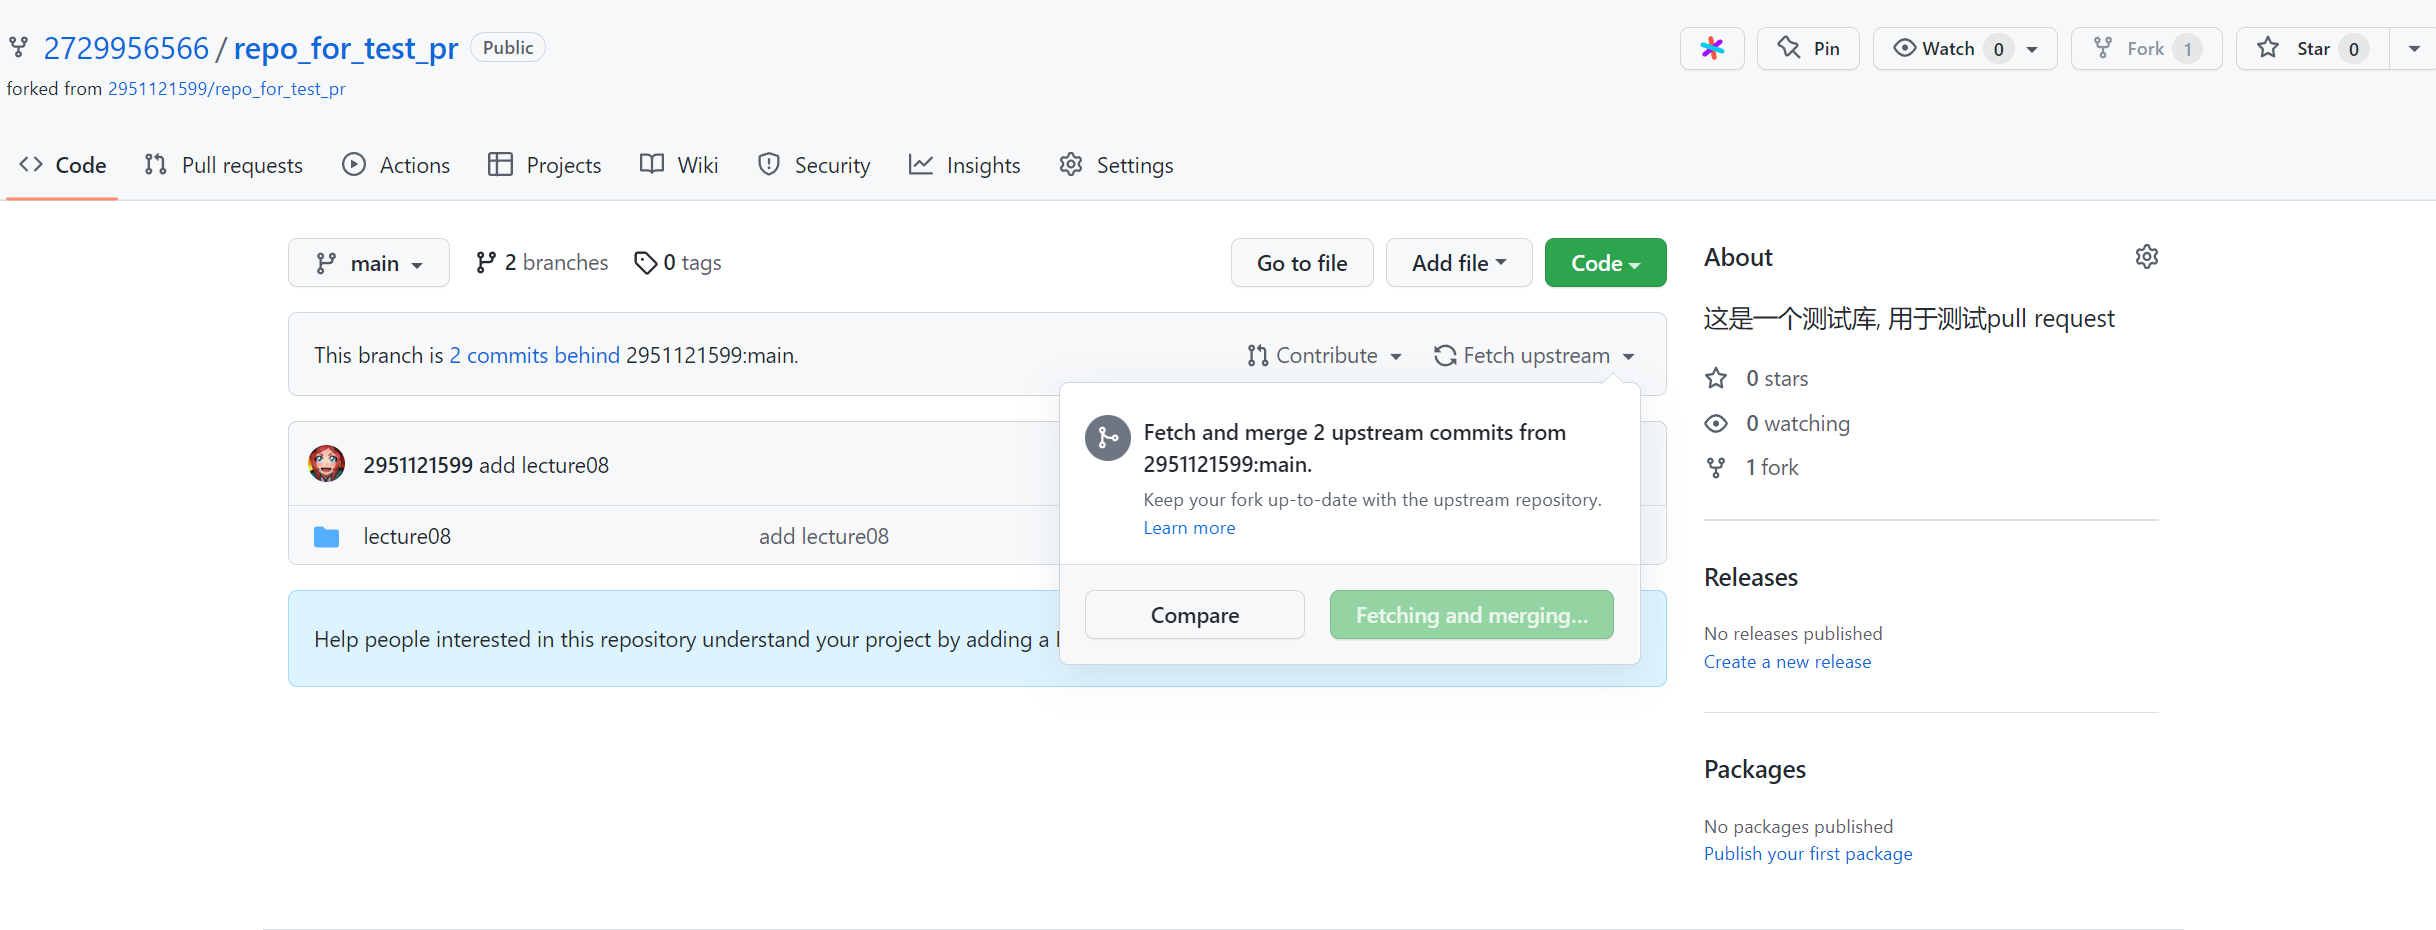 2729956566 / repo_for_test_pr Public
Pin
Watch 0
Fork 1
Star 0
forked from 2951121599/repo_for_test_pr
Code
Pull requests
Actions
Projects
Wiki
Security
Insights
Settings
main
2 branches
0 tags
Go to file
Add file
Code
This branch is 2 commits behind 2951121599:main.
Contribute
Fetch upstream
Fetch and merge 2 upstream commits from
2951121599:main.
Keep your fork up-to-date with the upstream repository.
Learn more
Compare
Fetching and merging...
2951121599 add lecture08
lecture08
add lecture08
Help people interested in this repository understand your project by adding a
About
这是一个测试库, 用于测试pull request
0 stars
0 watching
1 fork
Releases
No releases published
Create a new release
Packages
No packages published
Publish your first package